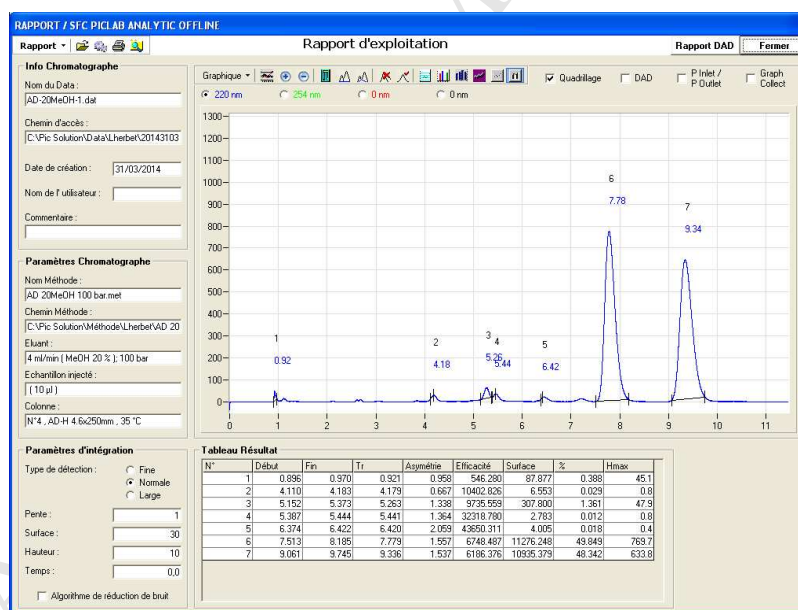 RAPPORT / SFC PICLAB ANALYTIC OFFLINE
Rapport
Rapport d'exploitation
Rapport DAD
Fermer
Info Chromatographe
Nom du Data :
AD-20MeOH-1.dat
Chemin d'accès :
C:\Pic Solution\Data\Lherbet\20143103
Date de création :
31/03/2014
Nom de l' utilisateur :
Commentaire :
Paramètres Chromatographe
Nom Méthode :
AD 20MeOH 100 bar.met
Chemin Méthode :
C:\Pic Solution\Méthode\Lherbet\AD 20
Eluant :
4 ml/min ( MeOH 20 % ); 100 bar
Echantillon injecté :
( 10 µl )
Colonne :
N°4 , AD-H 4.6x250mm , 35 °C
Paramètres d'intégration
Type de détection :
Fine
Normale
Large
Pente :
1
Surface :
30
Hauteur :
10
Temps :
0,0
Algorithme de réduction de bruit
Graphique
Quadrillage
DAD
P Inlet / P Outlet
Graph Collect
220 nm
254 nm
0 nm
0 nm
1300
1200
1100
1000
900
800
700
600
500
400
300
200
100
0
1
0.92
2
4.18
3
5.26
4
5.44
5
6.42
6
7.78
7
9.34
0 1 2 3 4 5 6 7 8 9 10 11
Tableau Résultat
N° Début Fin Tr Asymétrie Efficacité Surface % Hmax
1 0.896 0.970 0.921 0.958 546.280 87.877 0.388 45.1
2 4.110 4.183 4.179 0.667 10402.826 6.553 0.029 0.8
3 5.152 5.373 5.263 1.338 9735.559 307.800 1.361 47.9
4 5.387 5.444 5.441 1.364 32318.780 2.783 0.012 0.8
5 6.374 6.422 6.420 2.059 43650.311 4.005 0.018 0.4
6 7.513 8.185 7.779 1.557 6748.487 11276.248 49.849 769.7
7 9.061 9.745 9.336 1.537 6186.376 10935.379 48.342 633.8